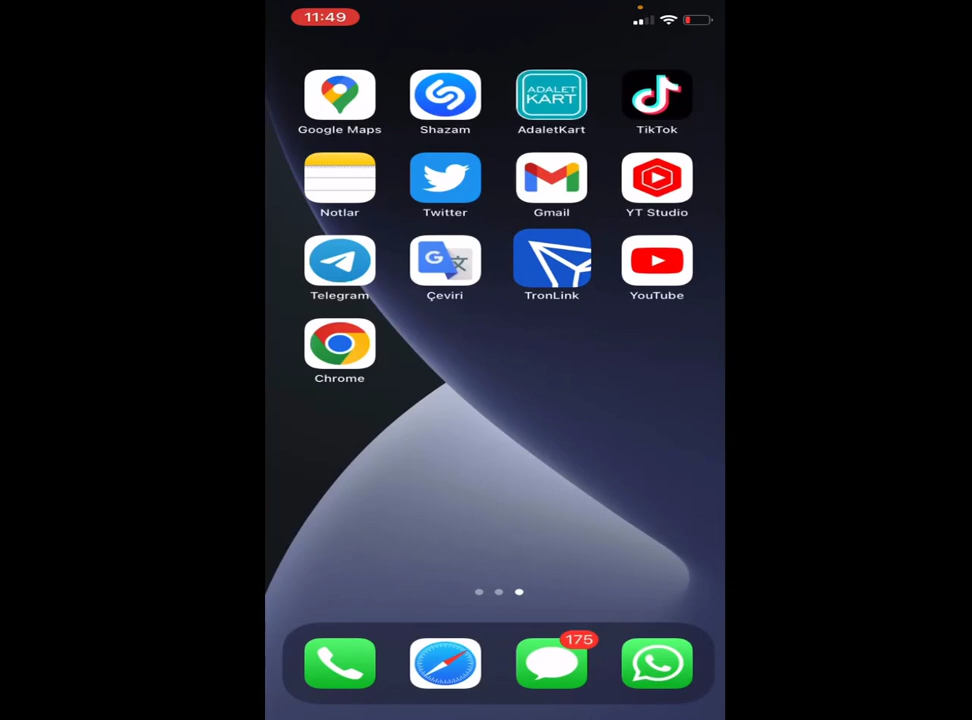 11:49
ADALET
KART
Google Maps
Shazam
AdaletKart
TikTok
Notlar
Twitter
Gmail
YT Studio
G 文
Telegram
Çeviri
TronLink
YouTube
Chrome
175